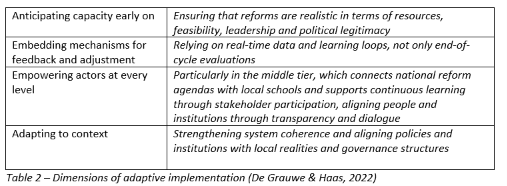 Anticipating capacity early on
Ensuring that reforms are realistic in terms of resources,
feasibility, leadership and political legitimacy
Embedding mechanisms for
feedback and adjustment
Relying on real-time data and learning loops, not only end-of-
cycle evaluations
Empowering actors at every
level
Particularly in the middle tier, which connects national reform
agendas with local schools and supports continuous learning
through stakeholder participation, aligning people and
institutions through transparency and dialogue
Adapting to context
Strengthening system coherence and aligning policies and
institutions with local realities and governance structures
Table 2 – Dimensions of adaptive implementation (De Grauwe & Haas, 2022)